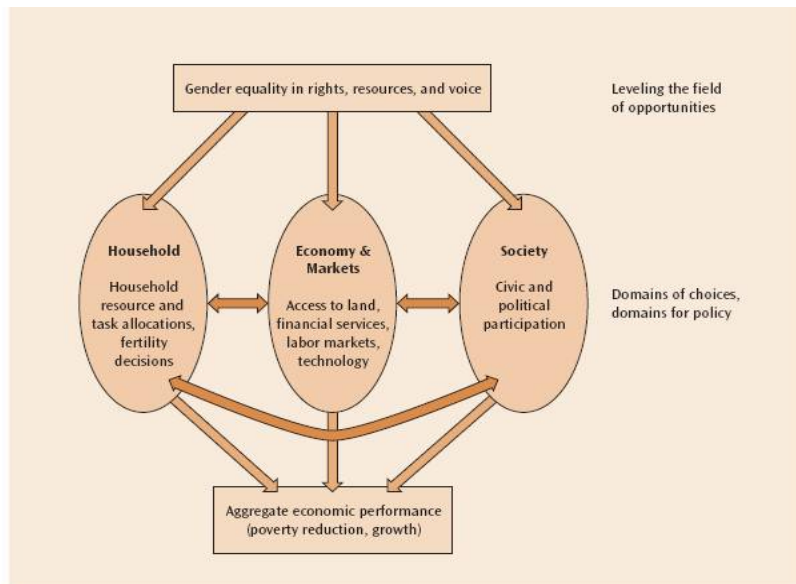 Gender equality in rights, resources, and voice
Leveling the field
of opportunities
Household
Household
resource and
task allocations,
fertility
decisions
Economy &
Markets
Access to land,
financial services,
labor markets,
technology
Society
Civic and
political
participation
Domains of choices,
domains for policy
Aggregate economic performance
(poverty reduction, growth)